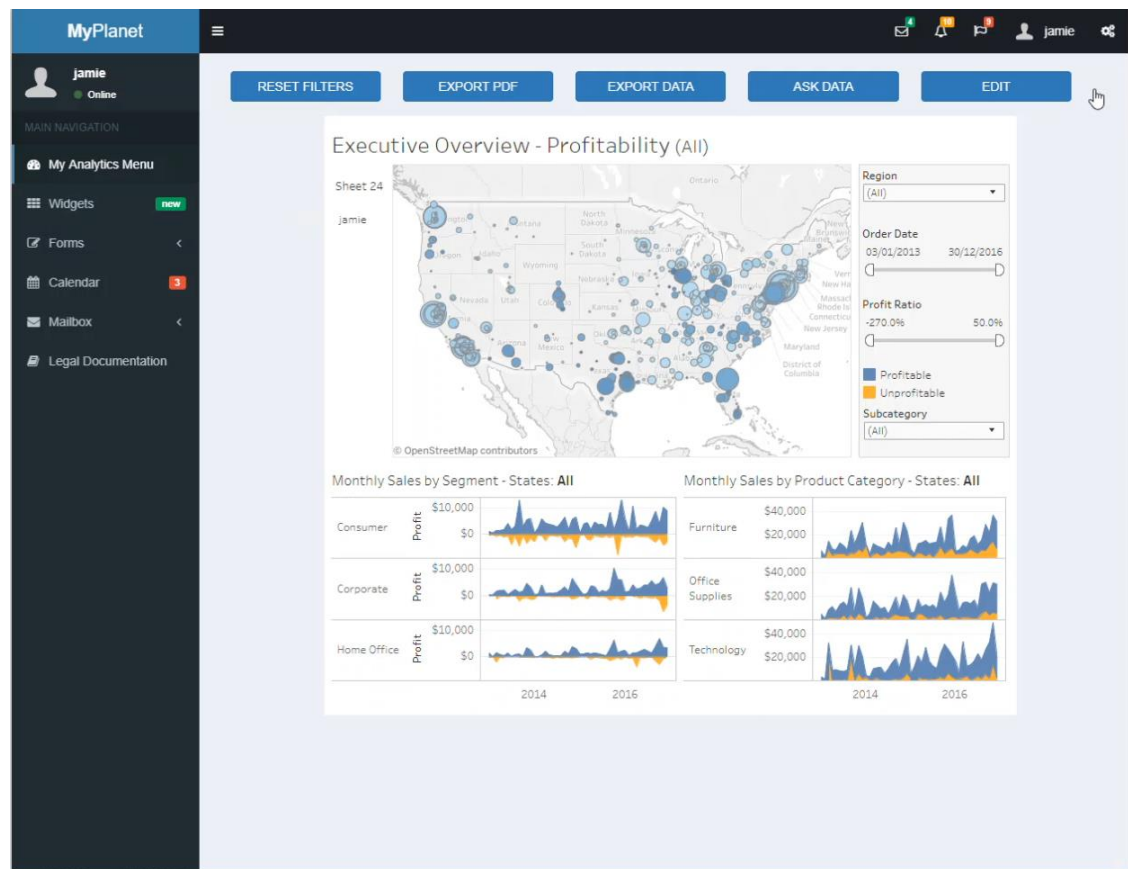 MyPlanet
4
10
9
jamie
jamie
Online
RESET FILTERS
EXPORT PDF
EXPORT DATA
ASK DATA
EDIT
MAIN NAVIGATION
My Analytics Menu
Widgets
new
Forms
Calendar
3
Mailbox
Legal Documentation
Executive Overview - Profitability (All)
Sheet 24
jamie
Ontario
North
Dakota
South
Dakota
Wyoming
Nevada
Utah
New
Mexico
Maryland
District of
Columbia
New Jersey
© OpenStreetMap contributors
Region
(All)
Order Date
03/01/2013
30/12/2016
Profit Ratio
-270.0%
50.0%
Profitable
Unprofitable
Subcategory
(All)
Monthly Sales by Segment - States: All
Consumer
Profit
$10,000
$0
Corporate
Profit
$10,000
$0
Home Office
Profit
$10,000
$0
2014
2016
Monthly Sales by Product Category - States: All
Furniture
$40,000
$20,000
Office
Supplies
$40,000
$20,000
Technology
$40,000
$20,000
2014
2016